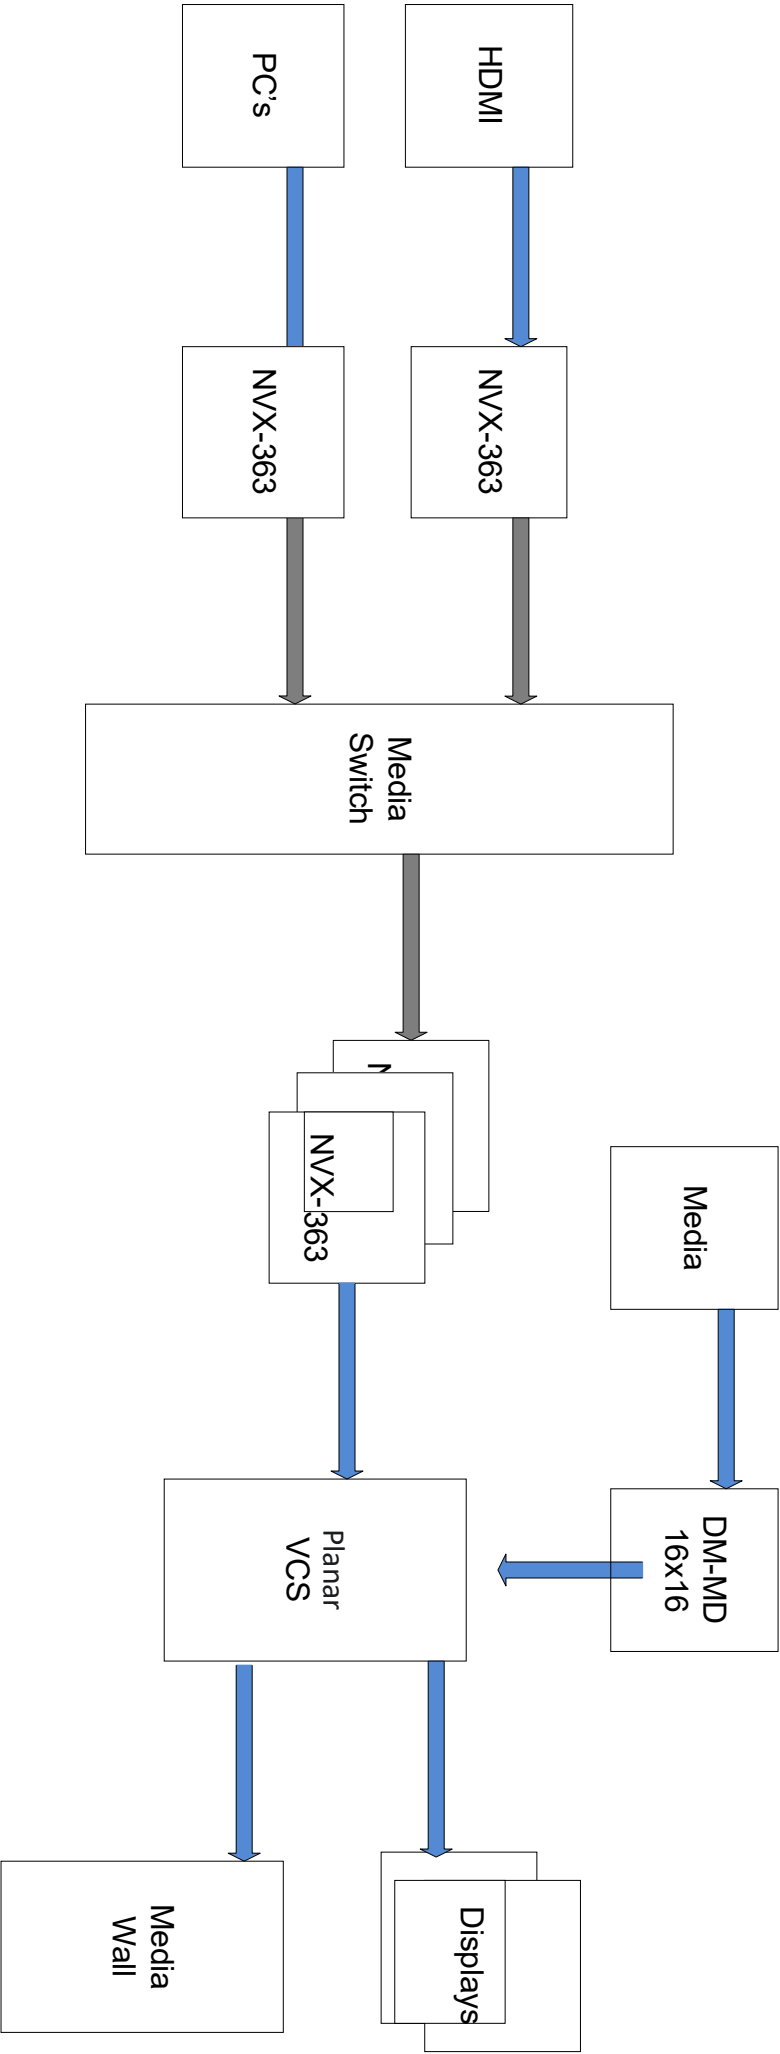 HDMI
NVX-363
PC's
NVX-363
Media
Switch
NVX-363
Media
DM-MD
16x16
Planar
VCS
Displays
Media
Wall